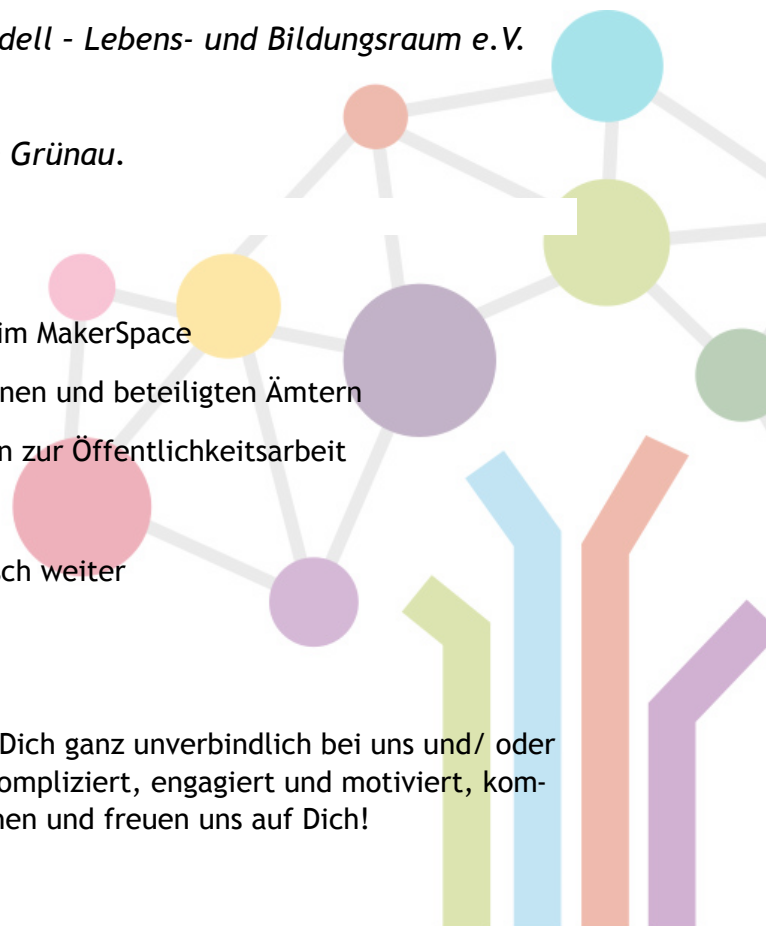 dell – Lebens- und Bildungsraum e.V.
Grünau.
im MakerSpace
nen und beteiligten Ämtern
n zur Öffentlichkeitsarbeit
sch weiter
Dich ganz unverbindlich bei uns und/ oder
ompliziert, engagiert und motiviert, kom-
nen und freuen uns auf Dich!